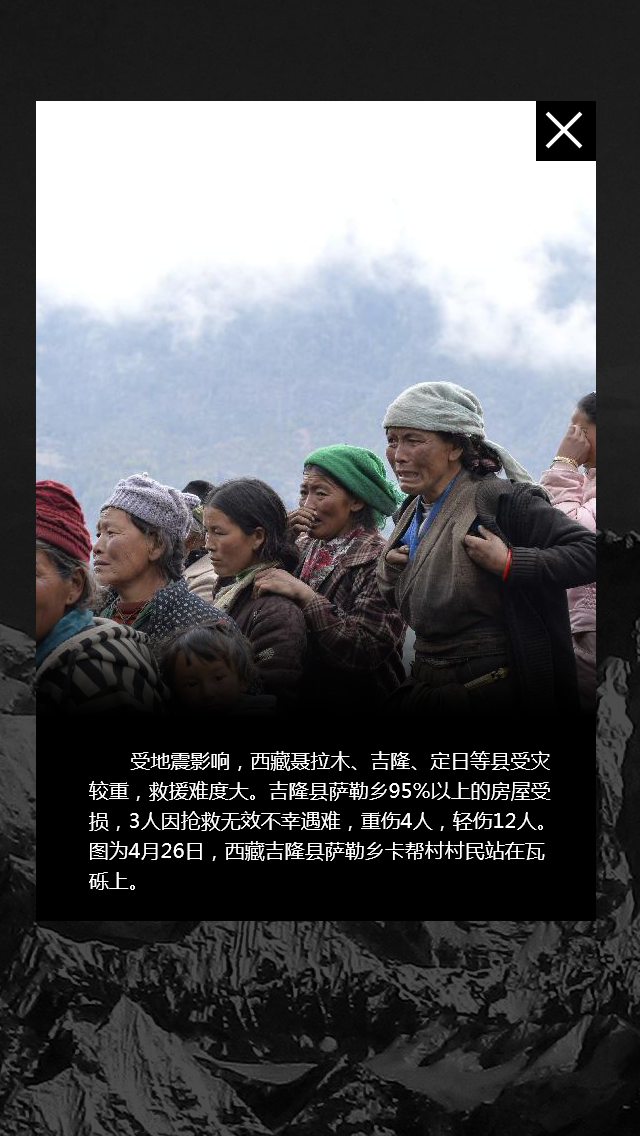 受地震影响，西藏聂拉木、吉隆、定日等县受灾
较重，救援难度大。吉隆县萨勒乡95%以上的房屋受
损，3人因抢救无效不幸遇难，重伤4人，轻伤12人。
图为4月26日，西藏吉隆县萨勒乡卡帮村村民站在瓦
砾上。